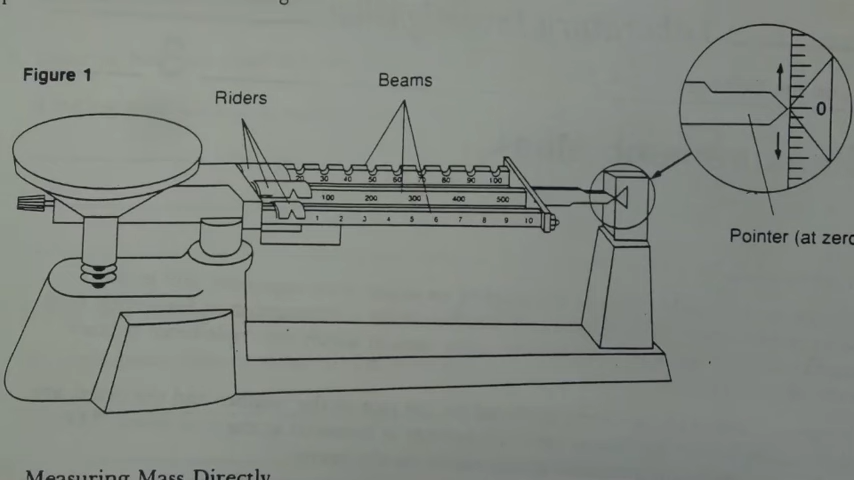 Figure 1
Riders
Beams
20 30 40 50 60 70 80 90 100
100 200 300 400 500
1 2 3 4 5 6 7 8 9 10
0
Pointer (at zero
Measuring Mass Directly